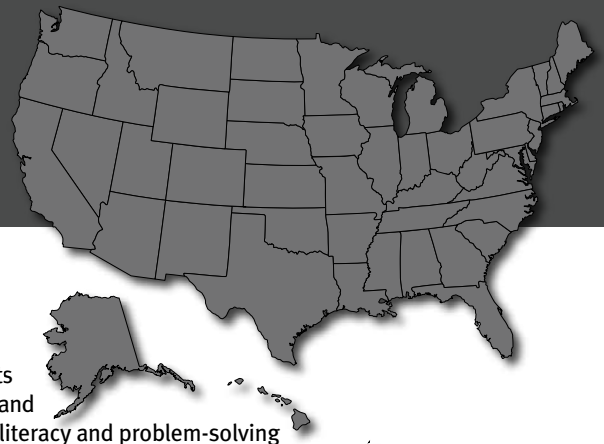 ts
and
literacy and problem-solving